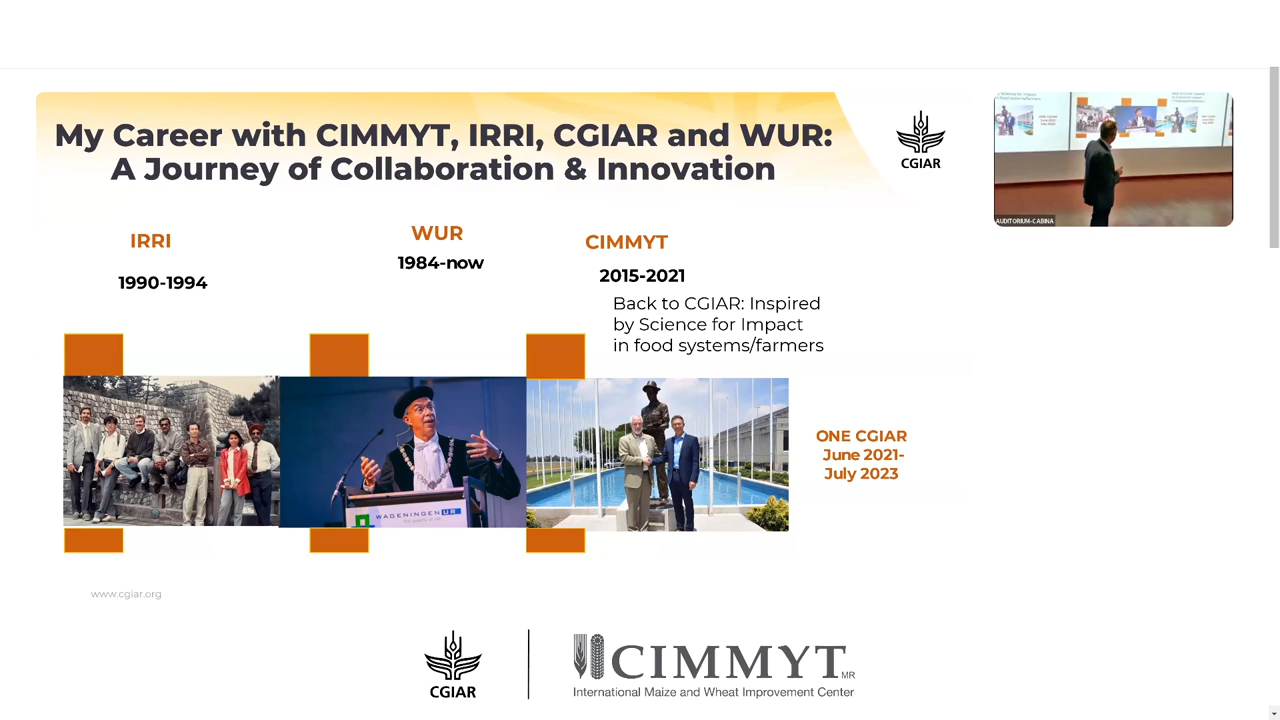 My Career with CIMMYT, IRRI, CGIAR and WUR:
A Journey of Collaboration & Innovation
CGIAR
IRRI
1990-1994
WUR
1984-now
CIMMYT
2015-2021
Back to CGIAR: Inspired
by Science for Impact
in food systems/farmers
WAGENINGEN UR
ONE CGIAR
June 2021-
July 2023
AUDITORIUM-CABINA
www.cgiar.org
CGIAR
CIMMYT MR
International Maize and Wheat Improvement Center